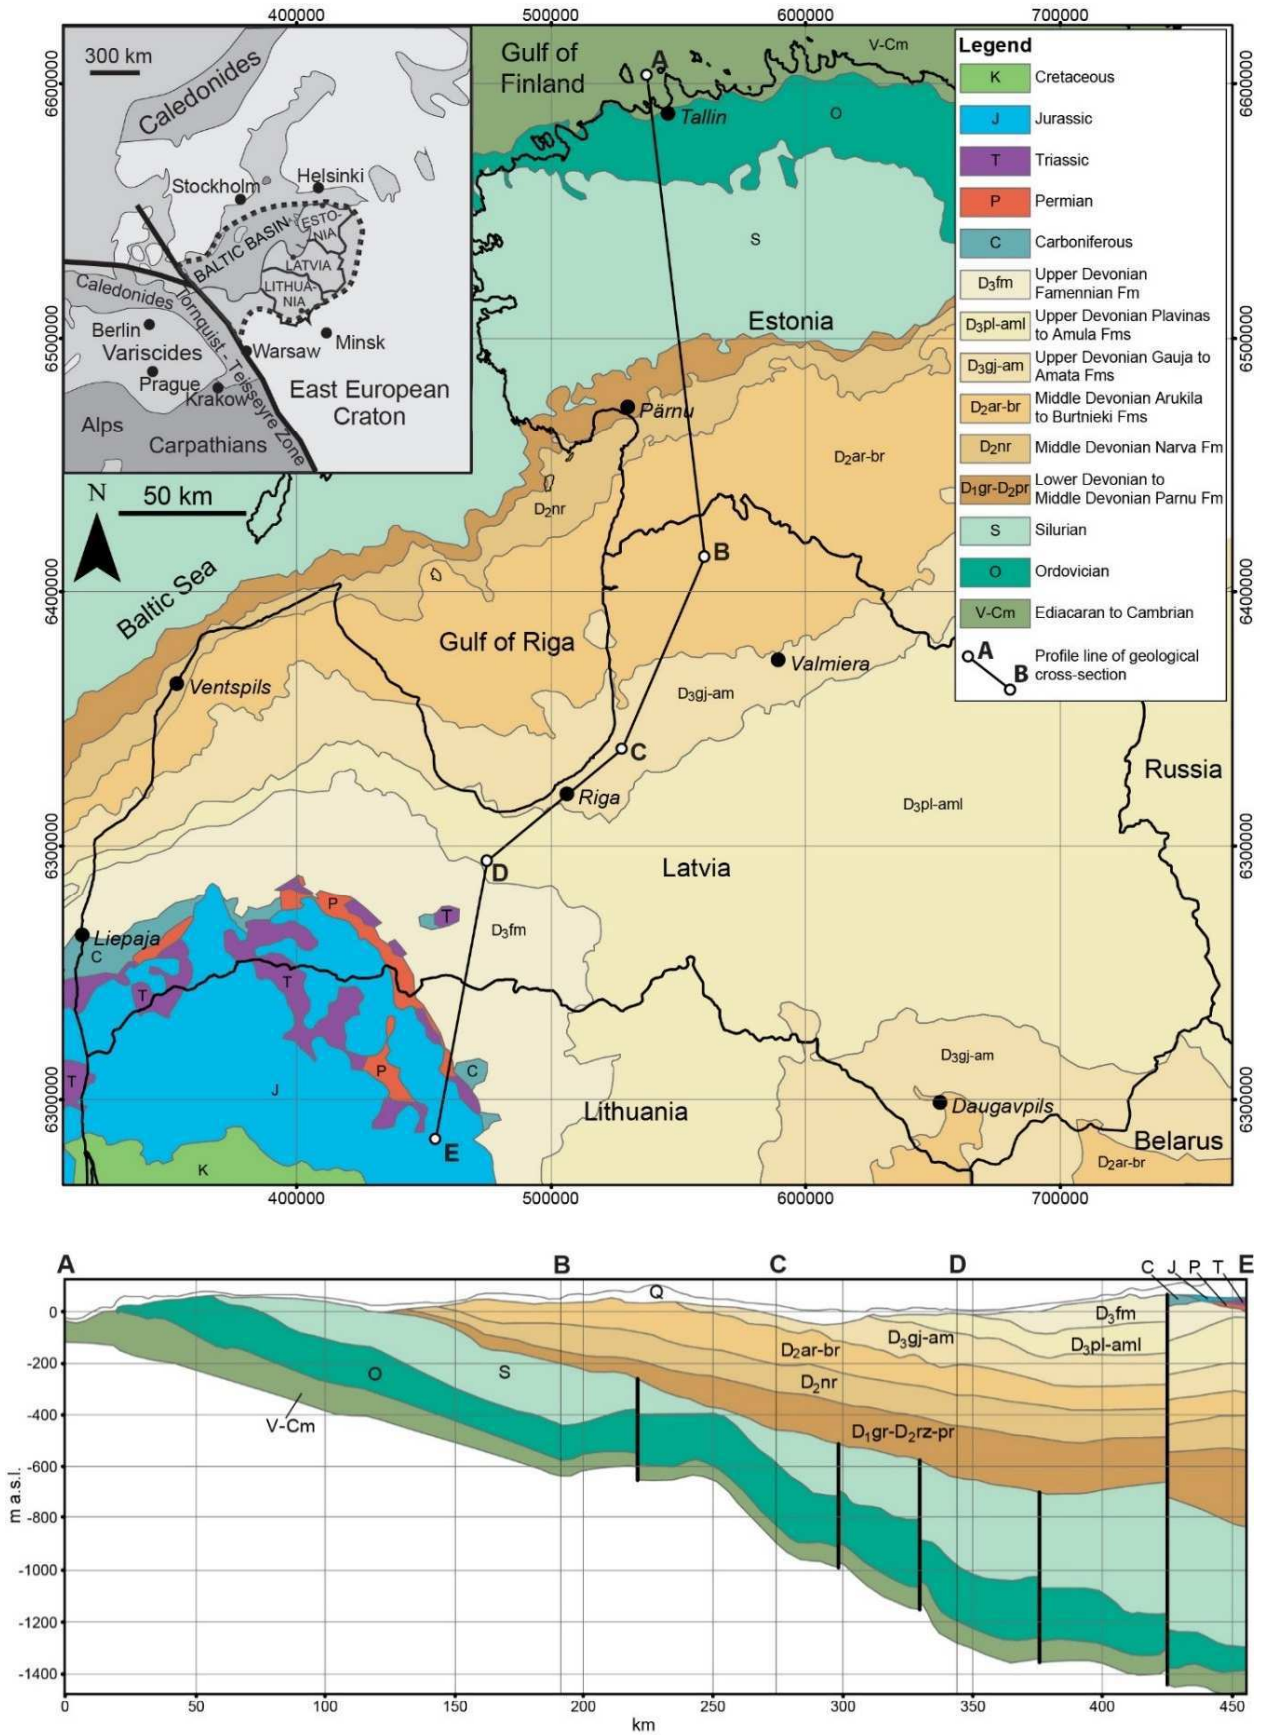 400000
500000
600000
700000
6600000
6500000
6400000
6300000
6300000
300 km
Caledonides
Stockholm
Helsinki
BALTIC BASIN
ESTO-
NIA
LATVIA
LITHUA-
NIA
Caledonides
Tornquist - Teisseyre Zone
Berlin
Variscides
Prague
Krakow
Warsaw
Minsk
East European
Craton
Alps
Carpathians
N
50 km
Gulf of
Finland
A
V-Cm
Tallin
O
S
Estonia
Pärnu
D2ar-br
D2nr
B
Baltic Sea
Gulf of Riga
Valmiera
Ventspils
D3gj-am
C
Riga
D3pl-aml
Russia
Latvia
D
P
T
D3fm
Liepaja
C
T
T
T
P
C
J
D3gj-am
Lithuania
Daugavpils
E
K
Belarus
D2ar-br
Legend
K Cretaceous
J Jurassic
T Triassic
P Permian
C Carboniferous
D3fm Upper Devonian
Famennian Fm
D3pl-aml Upper Devonian Plavinas
to Amula Fms
D3gj-am Upper Devonian Gauja to
Amata Fms
D2ar-br Middle Devonian Arukila
to Burtnieki Fms
D2nr Middle Devonian Narva Fm
D1gr-D2pr Lower Devonian to
Middle Devonian Parnu Fm
S Silurian
O Ordovician
V-Cm Ediacaran to Cambrian
A B Profile line of geological
cross-section
6600000
6500000
6400000
6300000
6300000
400000
500000
600000
700000
A B C D C J P T E
Q
0
-200
-400
-600
-800
-1000
-1200
-1400
m a.s.l.
D3fm
D3gj-am
D3pl-aml
D2ar-br
D2nr
O
S
V-Cm
D1gr-D2rz-pr
0 50 100 150 200 250 300 350 400 450
km